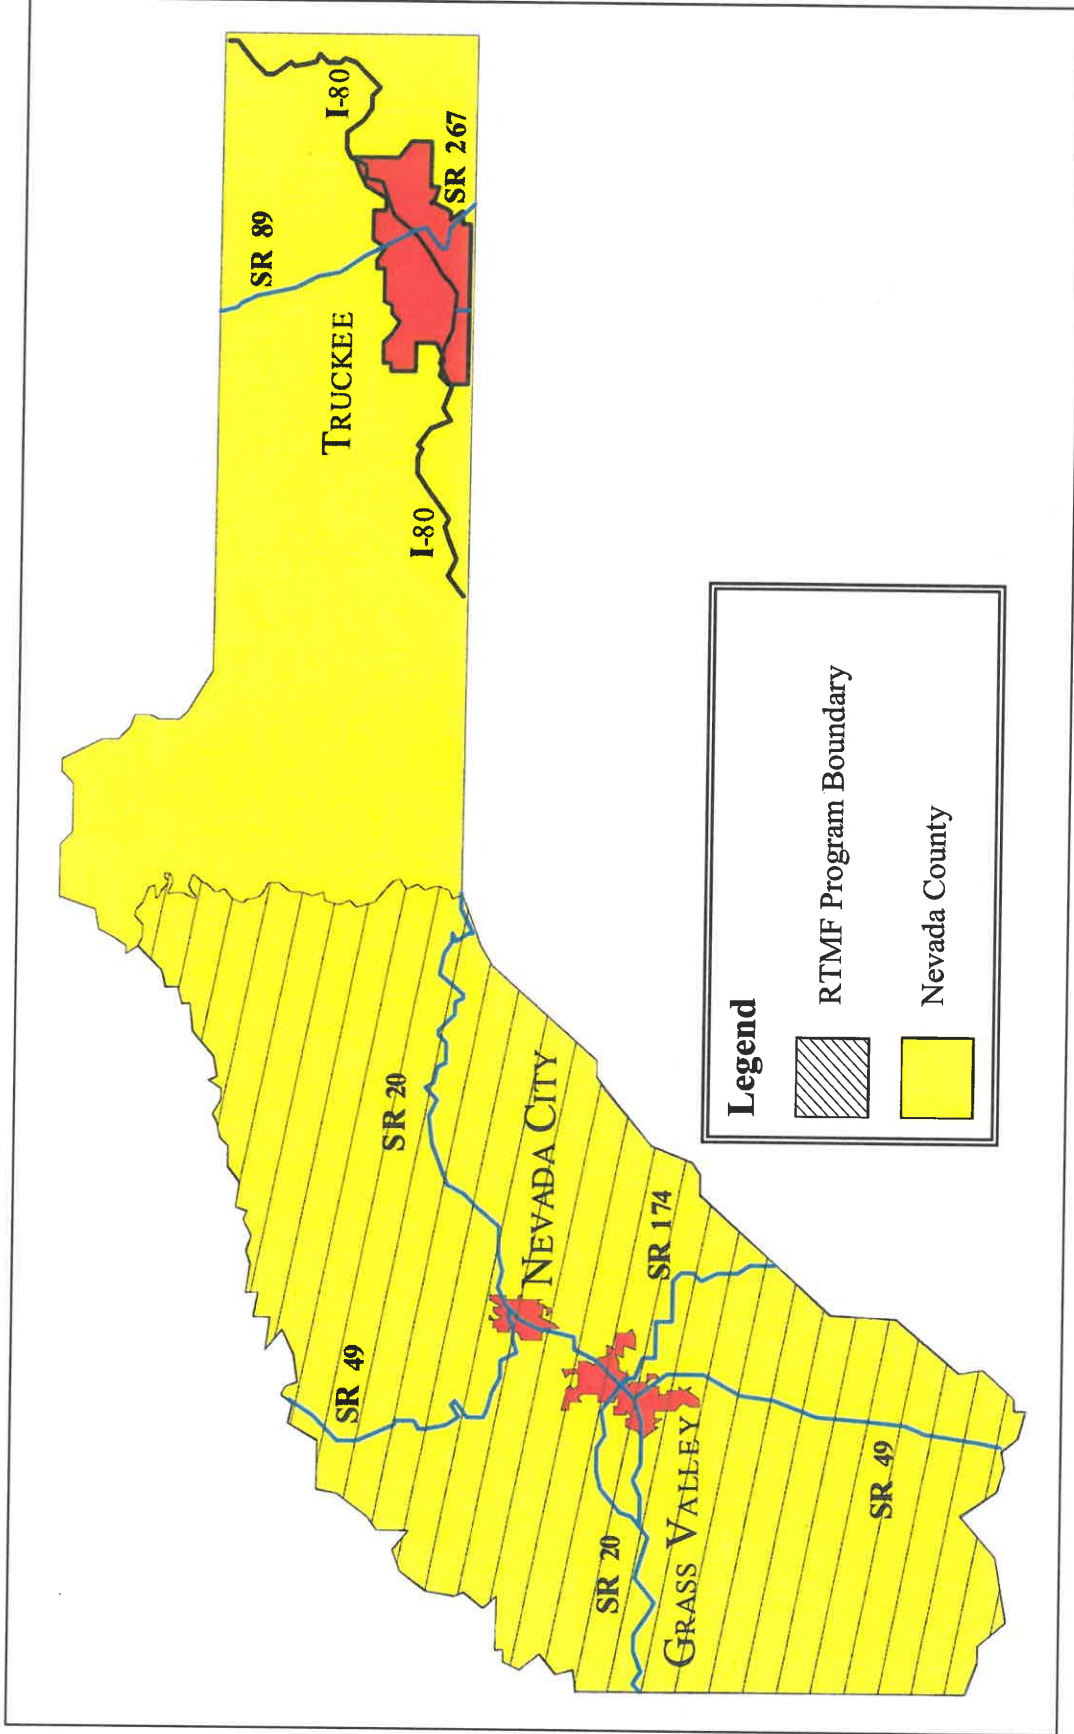 I-80
SR 89
SR 267
TRUCKEE
I-80
SR 20
NEVADA CITY
SR 49
SR 174
GRASS VALLEY
SR 20
SR 49
Legend
RTMF Program Boundary
Nevada County